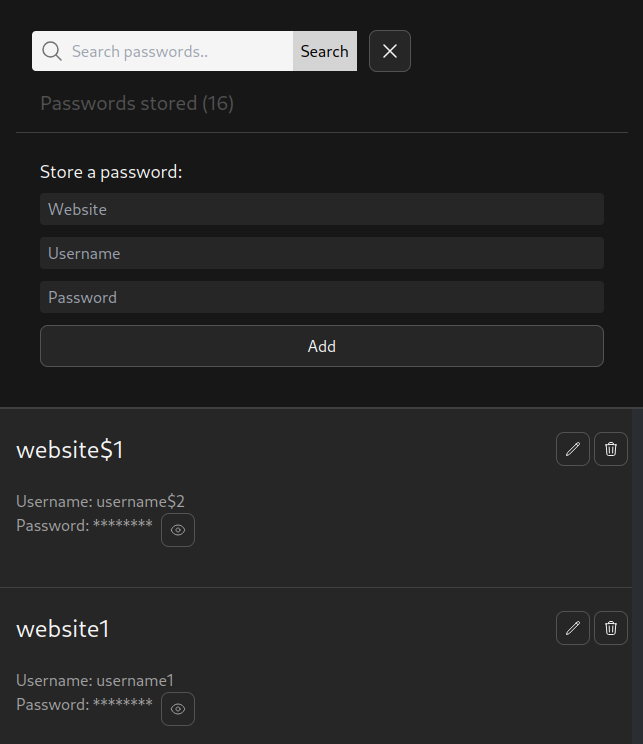 Search passwords..
Search
Passwords stored (16)
Store a password:
Website
Username
Password
Add
website$1
Username: username$2
Password: ********
website1
Username: username1
Password: ********